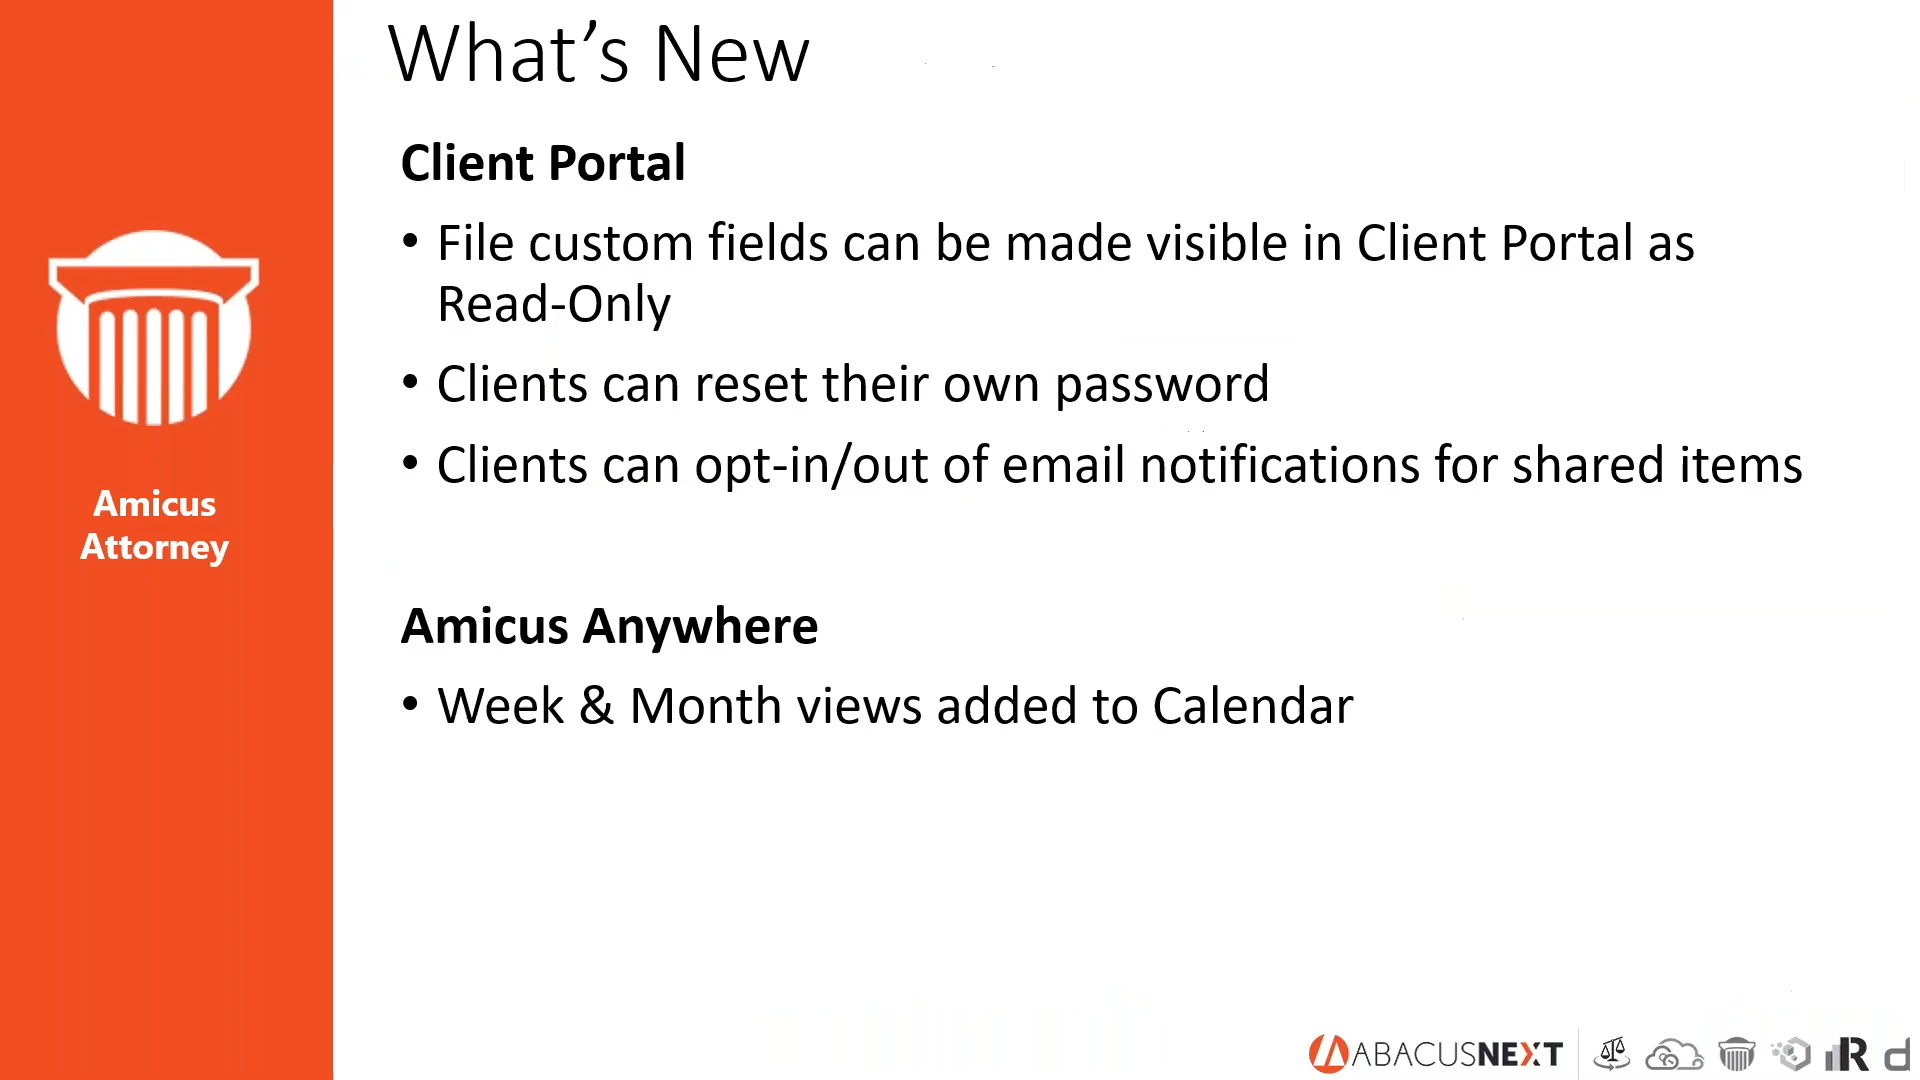 What's New
Client Portal
• File custom fields can be made visible in Client Portal as
Read-Only
• Clients can reset their own password
• Clients can opt-in/out of email notifications for shared items
Amicus
Attorney
Amicus Anywhere
• Week & Month views added to Calendar
ABACUSNEXT
R
d